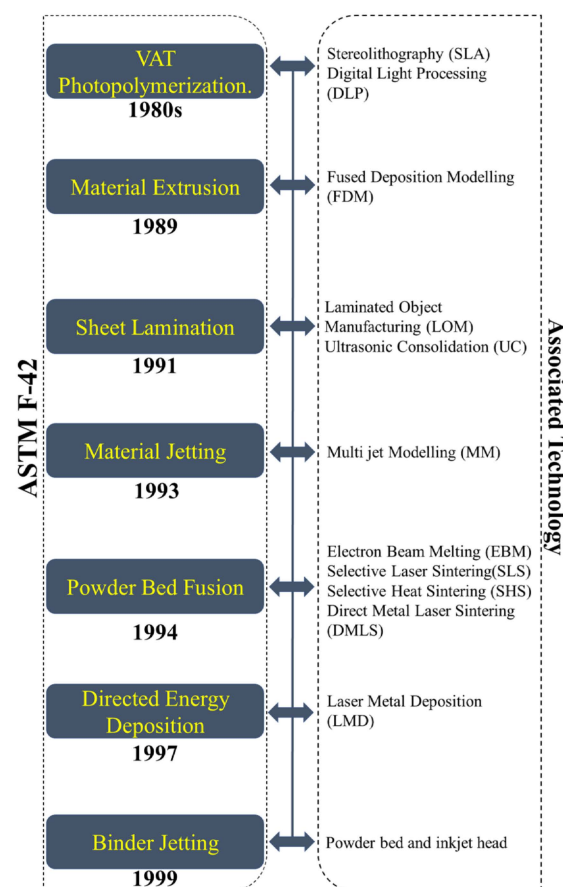 ASTM F-42
VAT
Photopolymerization.
1980s
Stereolithography (SLA)
Digital Light Processing
(DLP)
Material Extrusion
1989
Fused Deposition Modelling
(FDM)
Sheet Lamination
1991
Laminated Object
Manufacturing (LOM)
Ultrasonic Consolidation (UC)
Material Jetting
1993
Multi jet Modelling (MM)
Powder Bed Fusion
1994
Electron Beam Melting (EBM)
Selective Laser Sintering(SLS)
Selective Heat Sintering (SHS)
Direct Metal Laser Sintering
(DMLS)
Directed Energy
Deposition
1997
Laser Metal Deposition
(LMD)
Binder Jetting
1999
Powder bed and inkjet head
Associated Technology